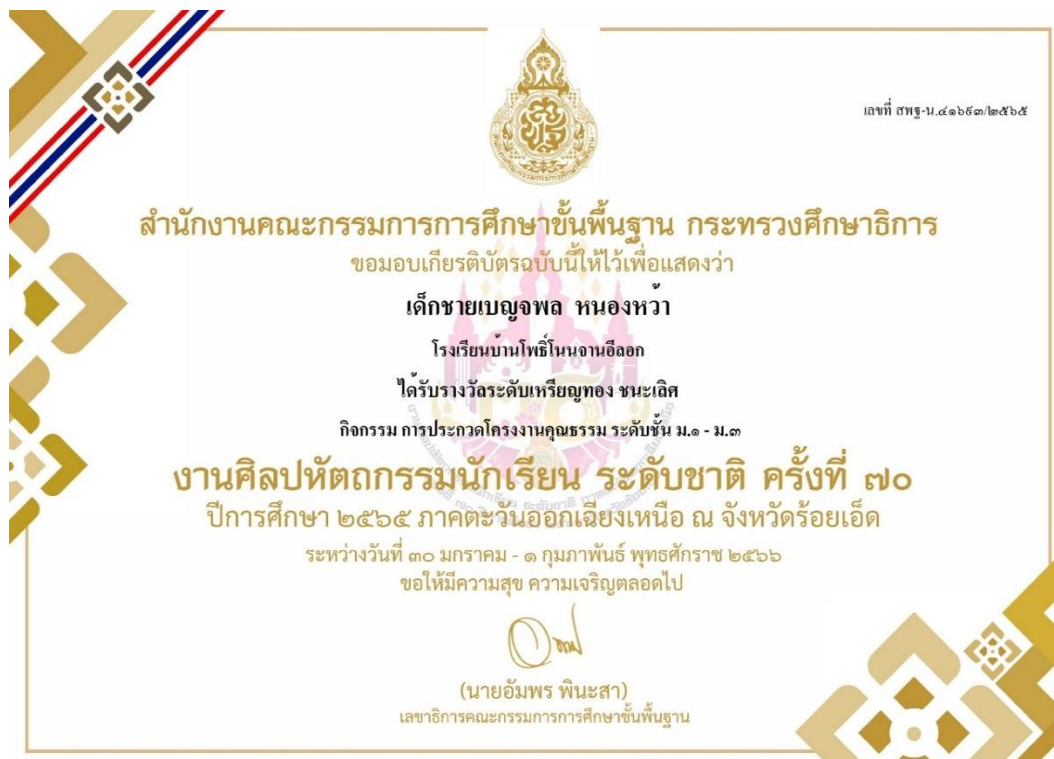 เลขที่ สพฐ-น.๔๑๖๙๓/๒๕๖๕
สำนักงานคณะกรรมการการศึกษาขั้นพื้นฐาน กระทรวงศึกษาธิการ
ขอมอบเกียรติบัตรฉบับนี้ให้ไว้เพื่อแสดงว่า
เด็กชายเบญจพล หนองหว้า
โรงเรียนบ้านโพธิ์โนนจานอีลอก
ได้รับรางวัลระดับเหรียญทอง ชนะเลิศ
กิจกรรม การประกวดโครงงานคุณธรรม ระดับชั้น ม.๑ - ม.๓
งานศิลปหัตถกรรมนักเรียน ระดับชาติ ครั้งที่ ๗๐
ปีการศึกษา ๒๕๖๕ ภาคตะวันออกเฉียงเหนือ ณ จังหวัดร้อยเอ็ด
ระหว่างวันที่ ๓๐ มกราคม - ๑ กุมภาพันธ์ พุทธศักราช ๒๕๖๖
ขอให้มีความสุข ความเจริญตลอดไป
(นายอัมพร พินะสา)
เลขาธิการคณะกรรมการการศึกษาขั้นพื้นฐาน